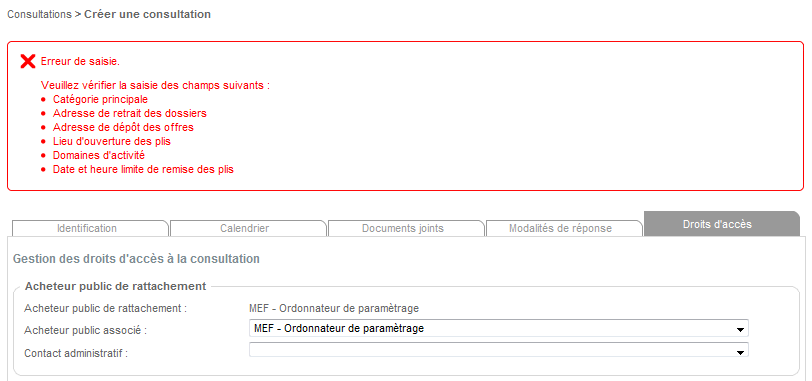 Consultations > Créer une consultation
Erreur de saisie.
Veuillez vérifier la saisie des champs suivants :
Catégorie principale
Adresse de retrait des dossiers
Adresse de dépôt des offres
Lieu d'ouverture des plis
Domaines d'activité
Date et heure limite de remise des plis
Identification Calendrier Documents joints Modalités de réponse Droits d'accès
Gestion des droits d'accès à la consultation
Acheteur public de rattachement
Acheteur public de rattachement : MEF - Ordonnateur de paramètrage
Acheteur public associé : MEF - Ordonnateur de paramètrage
Contact administratif :